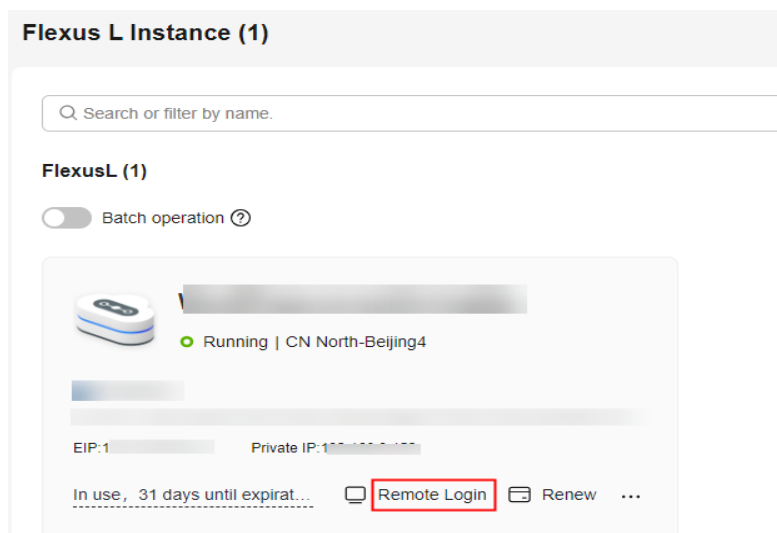 Flexus L Instance (1)
Search or filter by name.
FlexusL (1)
Batch operation
Running | CN North-Beijing4
EIP:1 Private IP:1
In use, 31 days until expirat... Remote Login Renew ...